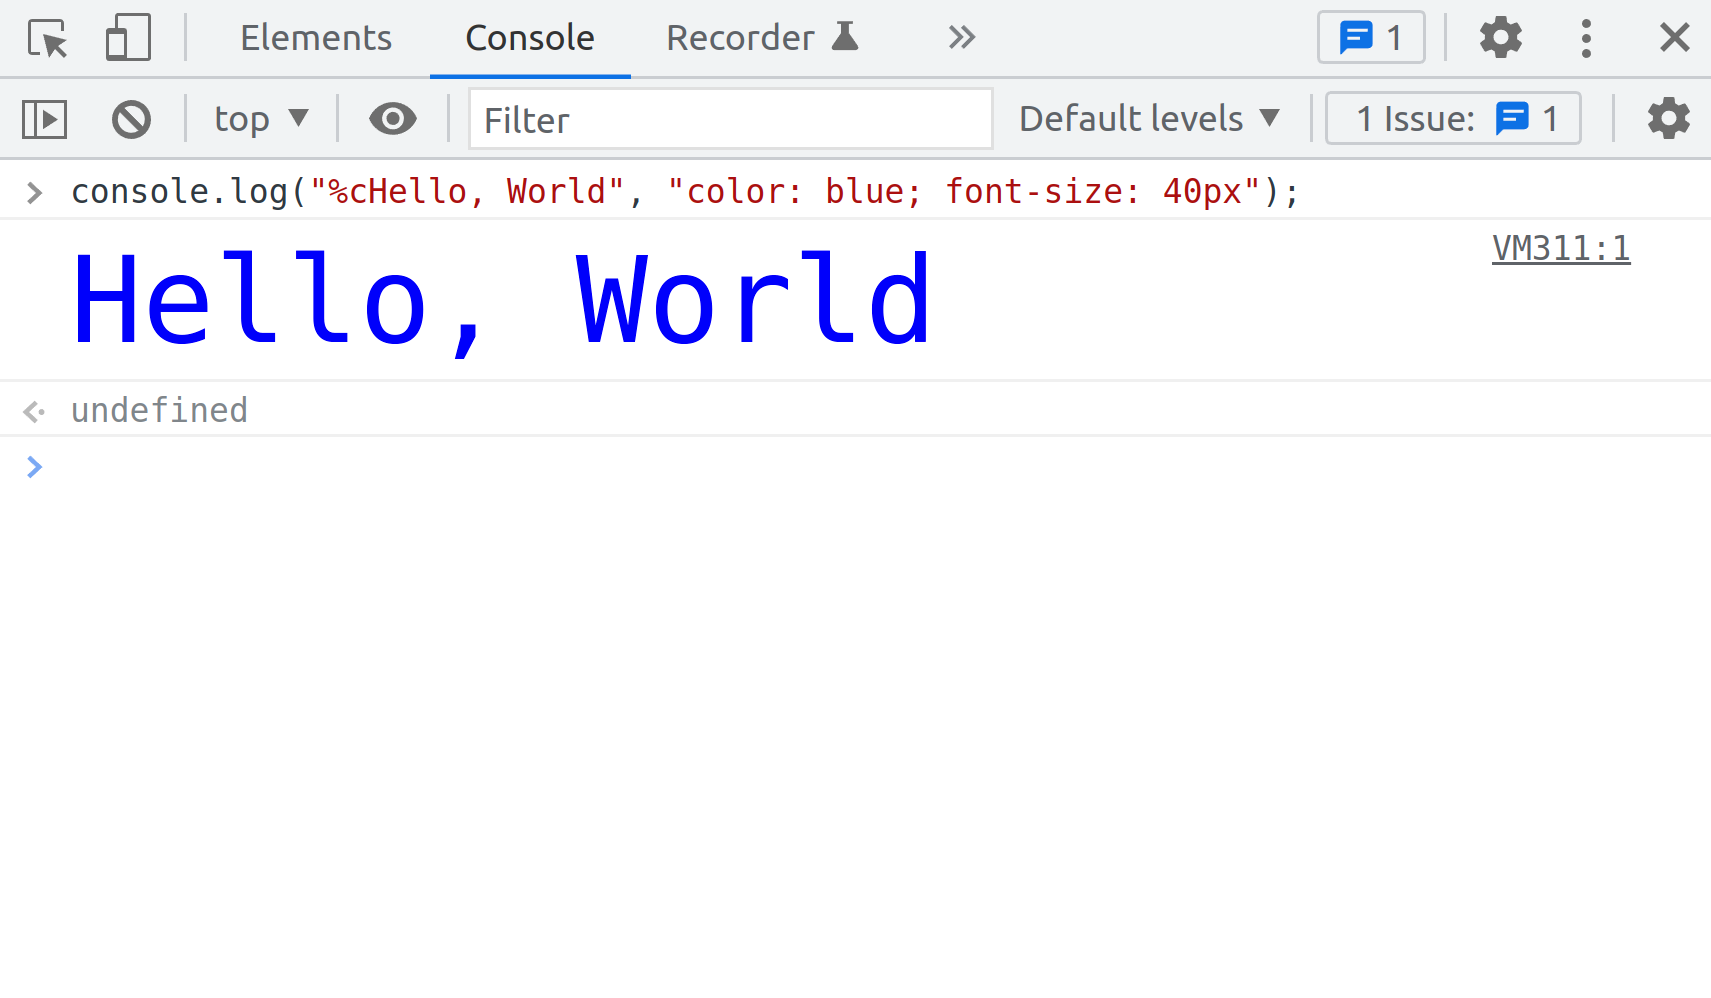 Elements Console Recorder 1
top Filter Default levels 1 Issue: 1
console.log("%cHello, World", "color: blue; font-size: 40px");
Hello, World VM311:1
undefined